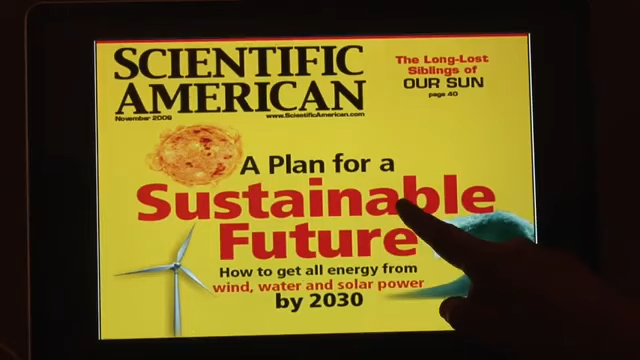 SCIENTIFIC
AMERICAN
November 2009
www.ScientificAmerican.com
The Long-Lost
Siblings of
OUR SUN
page 40
A Plan for a
Sustainable
Future
How to get all energy from
wind, water and solar power
by 2030